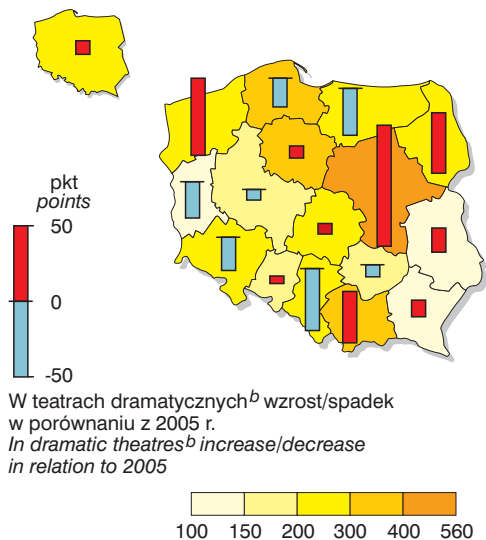 pkt
points
50
0
-50
W teatrach dramatycznych b wzrost/spadek
w porównaniu z 2005 r.
In dramatic theatres b increase/decrease
in relation to 2005
100 150 200 300 400 560